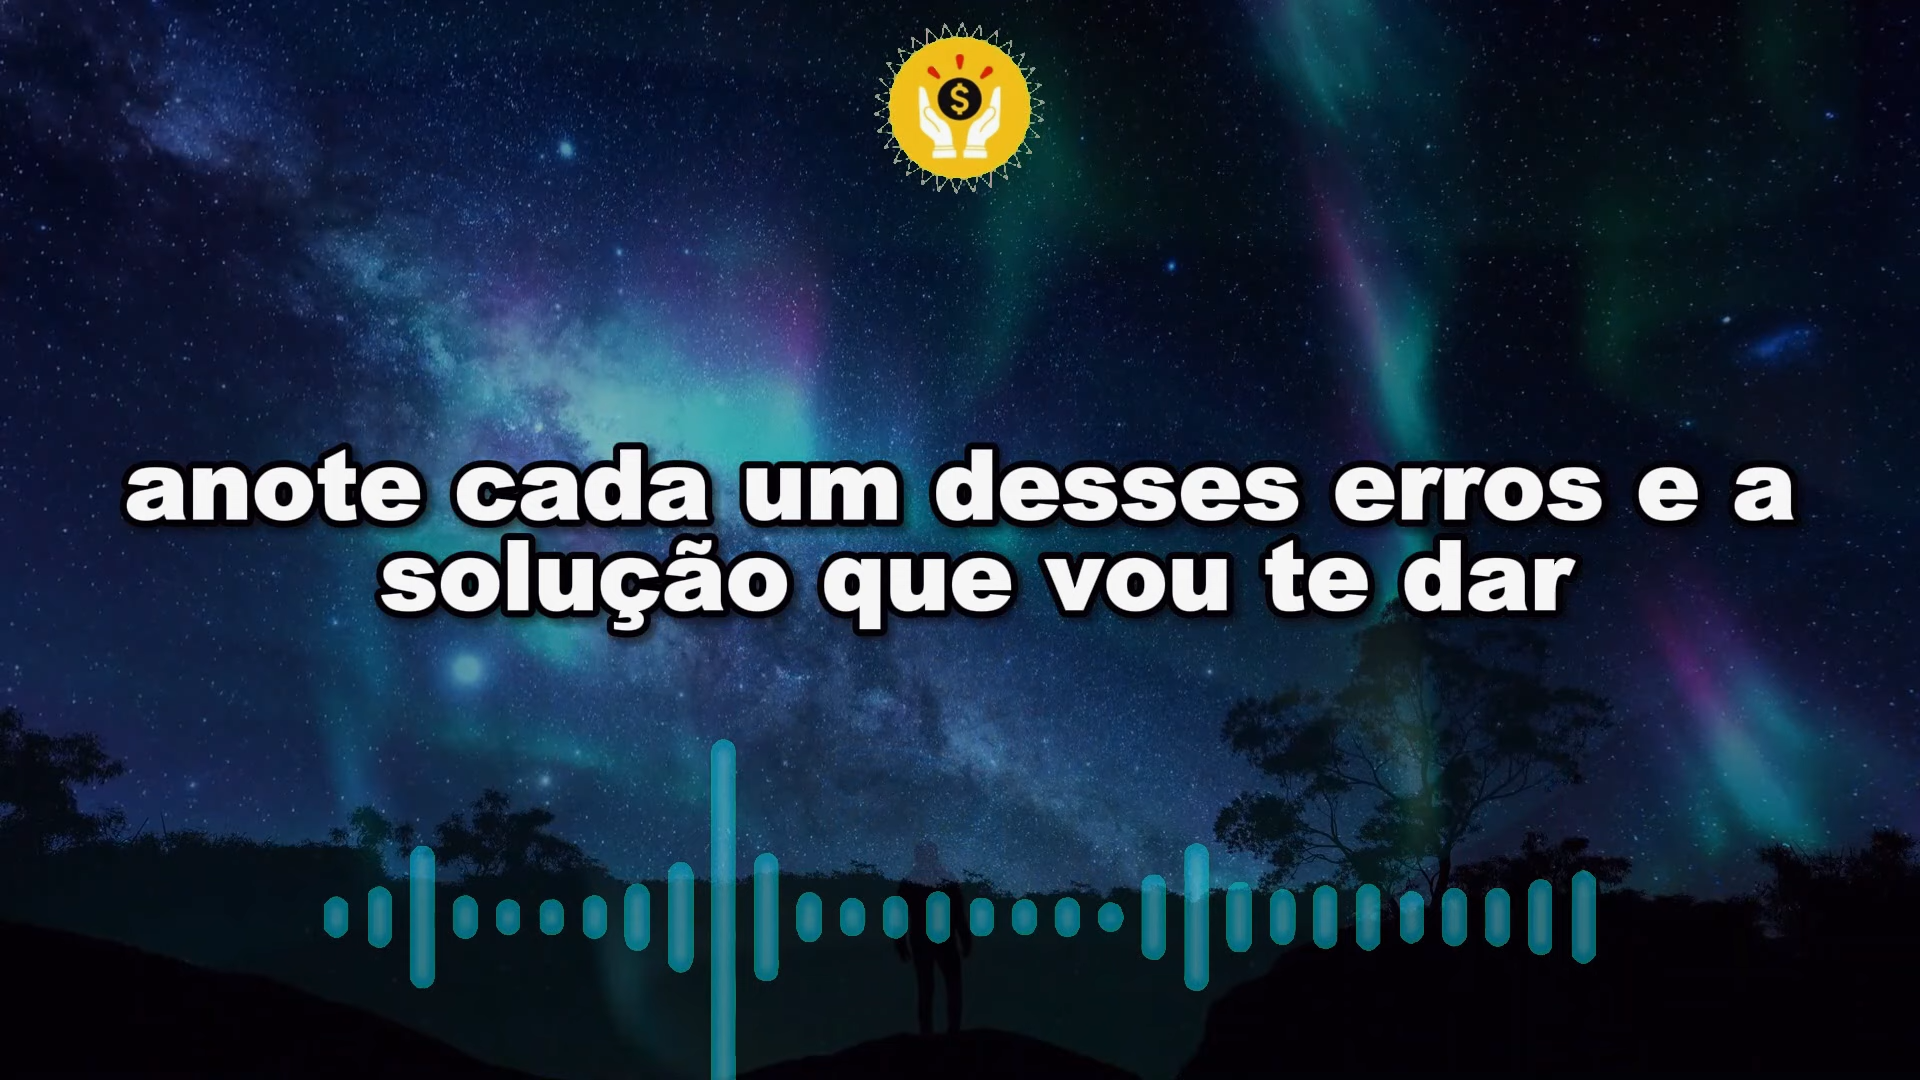 anote cada um desses erros e a
solução que vou te dar
$